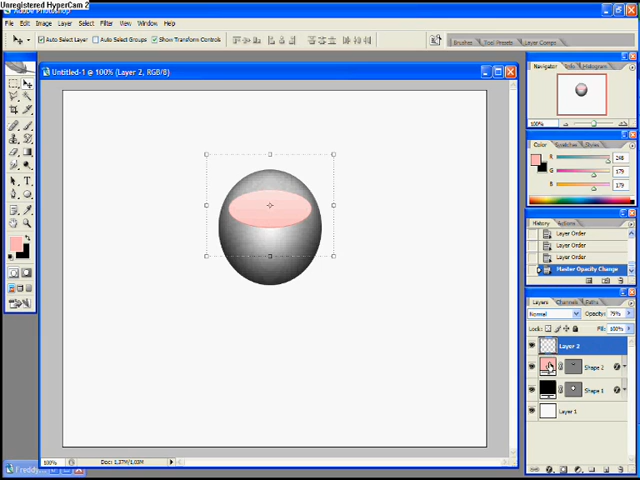 Unregistered HyperCam 2
File Edit Image Layer Select Filter View Window Help
Auto Select Layer Auto Select Groups Show Transform Controls
Brushes Tool Presets Layer Comps
Untitled-1 @ 100% (Layer 2, RGB/8)
Navigator Info Histogram
100%
Color Swatches Styles
R 246
G 179
B 179
History Actions
Layer Order
Layer Order
Layer Order
Master Opacity Change
Layers Channels Paths
Normal Opacity: 79%
Lock: Fill: 100%
Layer 2
Shape 2
Shape 1
Layer 1
100% Doc: 1,37M/1,03M